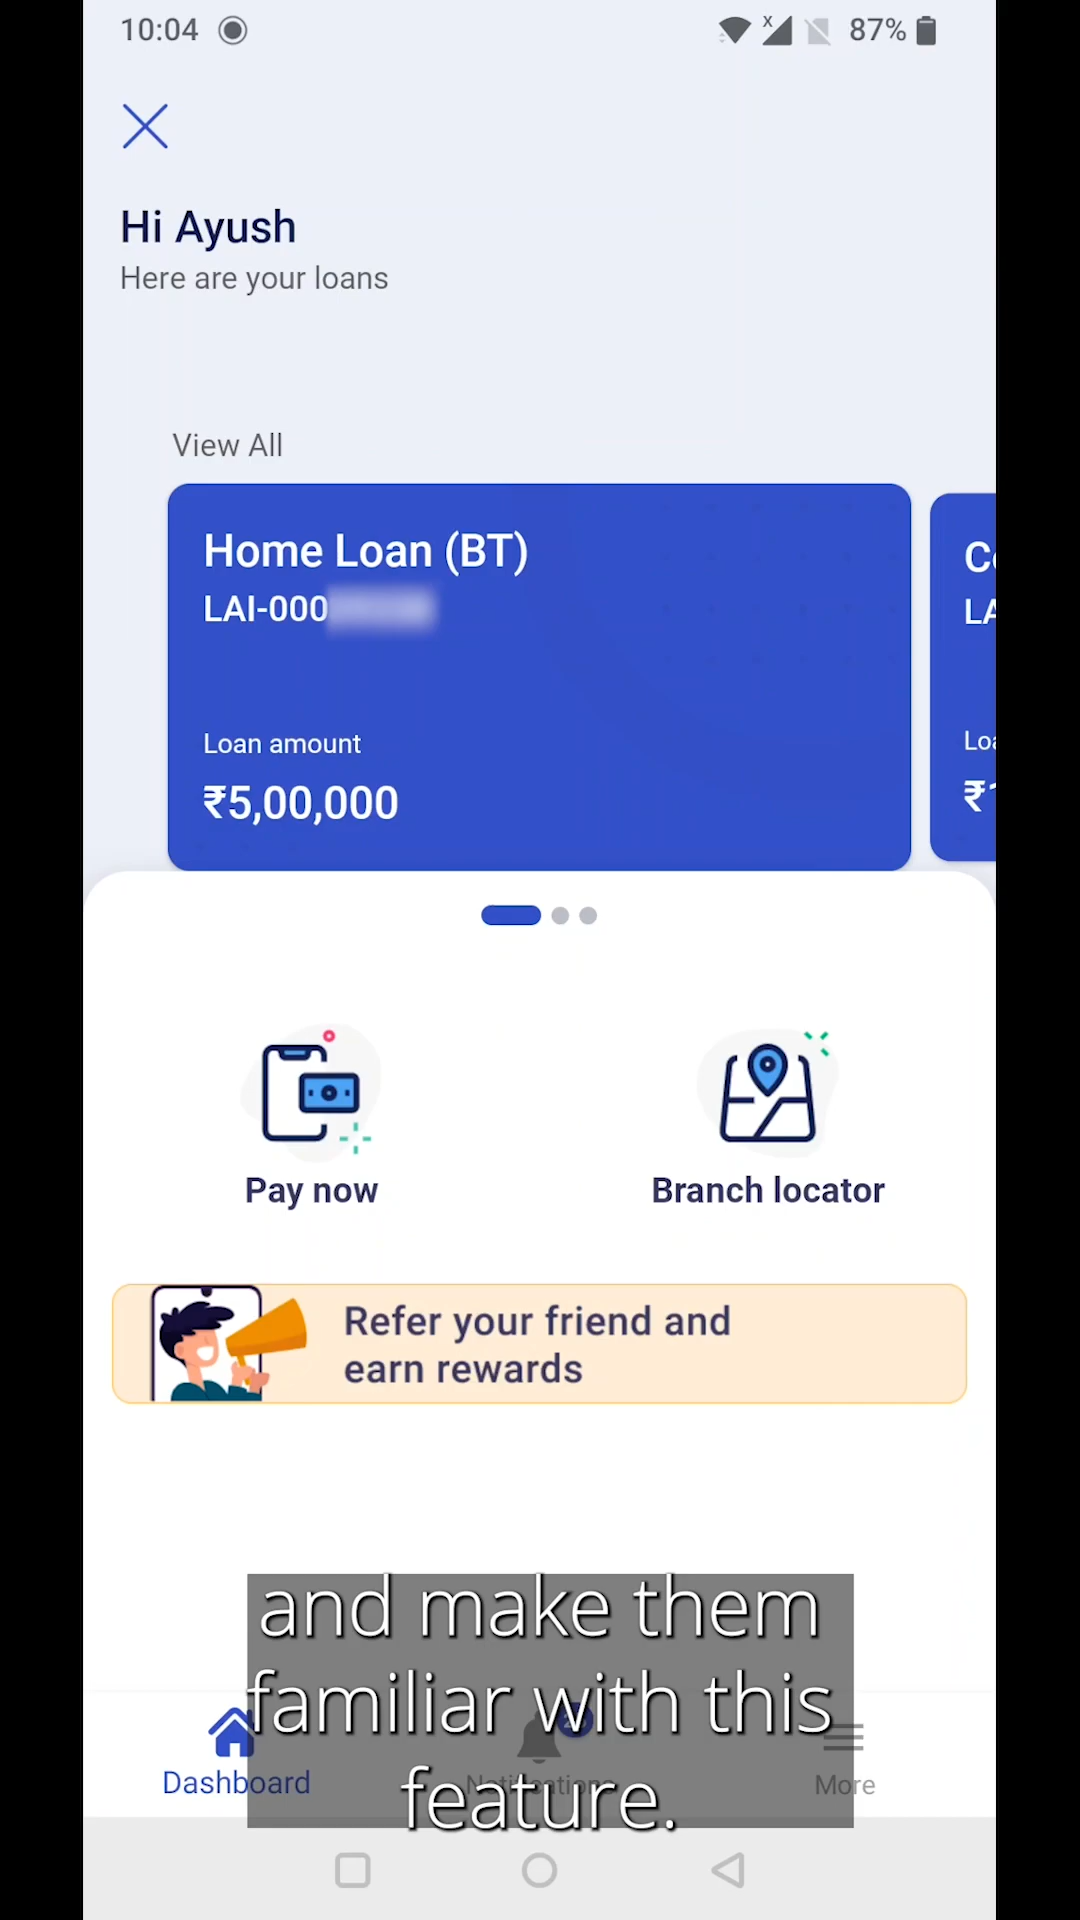 10:04
x
87%
Hi Ayush
Here are your loans
View All
Home Loan (BT)
LAI-000
Loan amount
₹5,00,000
LA
Pay now
Branch locator
Refer your friend and
earn rewards
and make them
familiar with this
feature.
Dashboard
Notifications
More